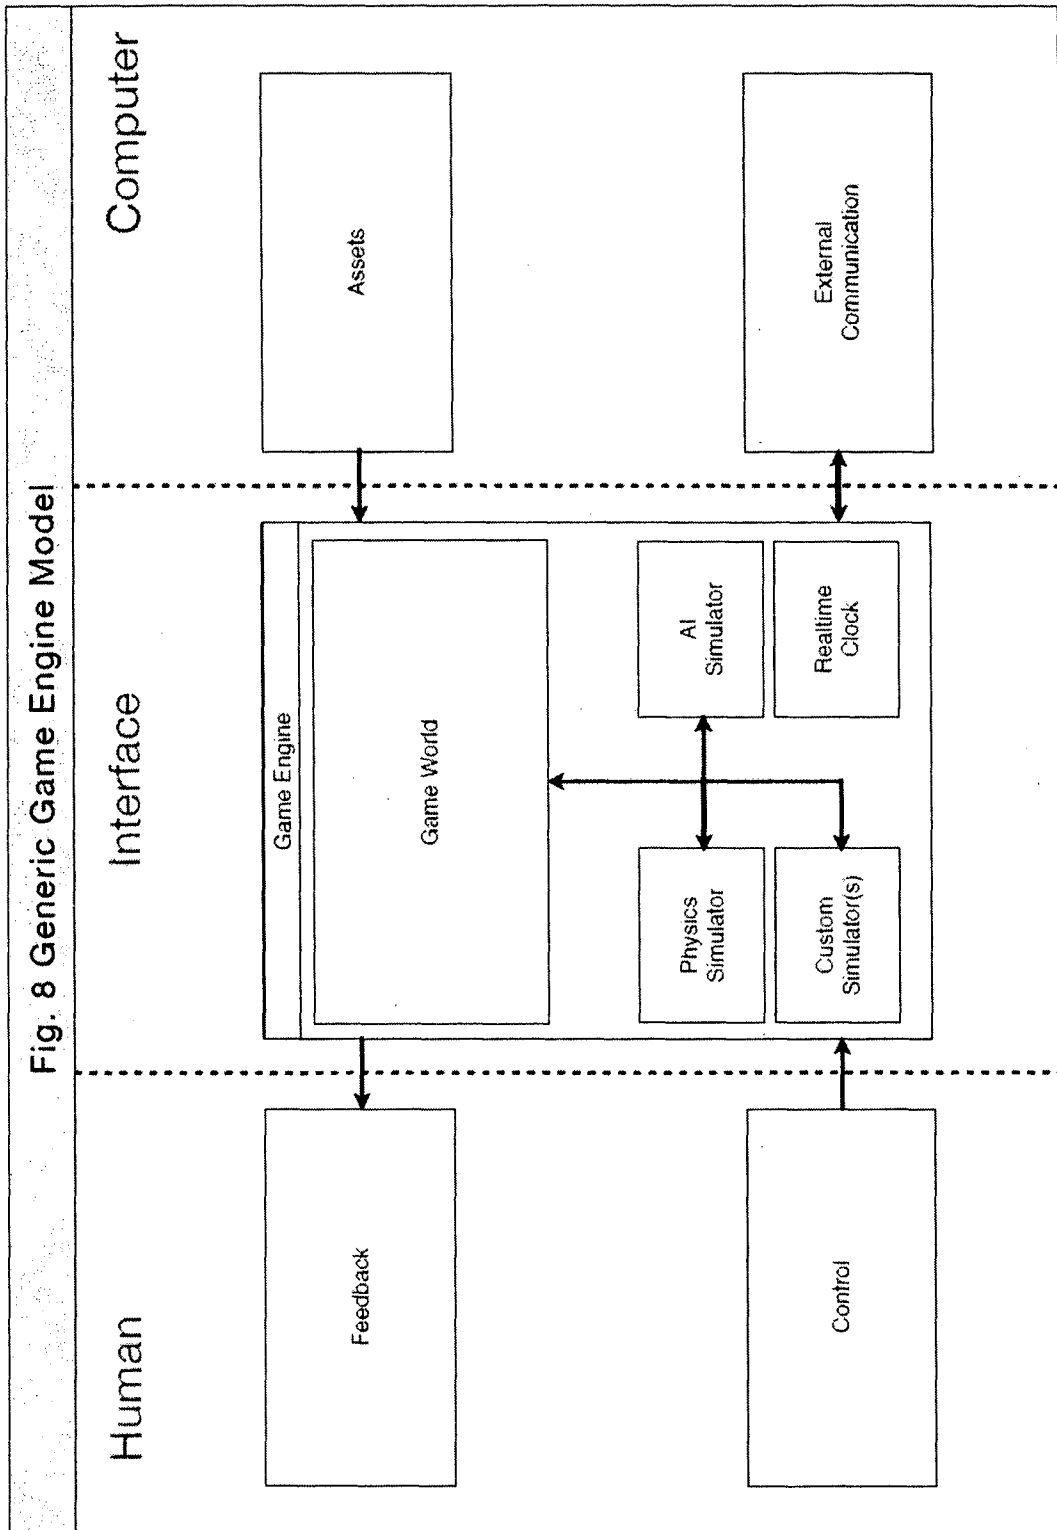 Fig. 8 Generic Game Engine Model
Human
Interface
Computer
Feedback
Control
Game Engine
Game World
Physics
Simulator
AI
Simulator
Custom
Simulator(s)
Realtime
Clock
Assets
External
Communication